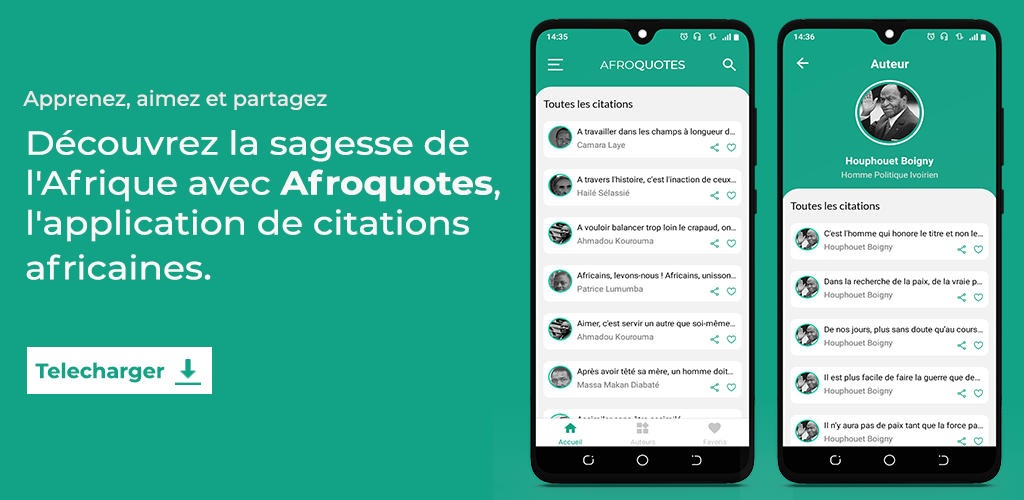 Apprenez, aimez et partagez
Découvrez la sagesse de
l'Afrique avec Afroquotes,
l'application de citations
africaines.
Telecharger
14:35
AFROQUOTES
Toutes les citations
A travailler dans les champs à longueur d...
Camara Laye
A travers l'histoire, c'est l'inaction de ceux...
Hailé Sélassié
A vouloir balancer trop loin le crapaud, on...
Ahmadou Kourouma
Africains, levons-nous ! Africains, unisson...
Patrice Lumumba
Aimer, c'est servir un autre que soi-même...
Ahmadou Kourouma
Après avoir tété sa mère, un homme doit...
Massa Makan Diabaté
Accueil
Auteurs
Favoris
14:36
Auteur
Houphouet Boigny
Homme Politique Ivoirien
Toutes les citations
C'est l'homme qui honore le titre et non le...
Houphouet Boigny
Dans la recherche de la paix, de la vraie p...
Houphouet Boigny
De nos jours, plus sans doute qu'au cours...
Houphouet Boigny
Il est plus facile de faire la guerre que de...
Houphouet Boigny
Il n'y aura pas de paix tant que la force pa...
Houphouet Boigny